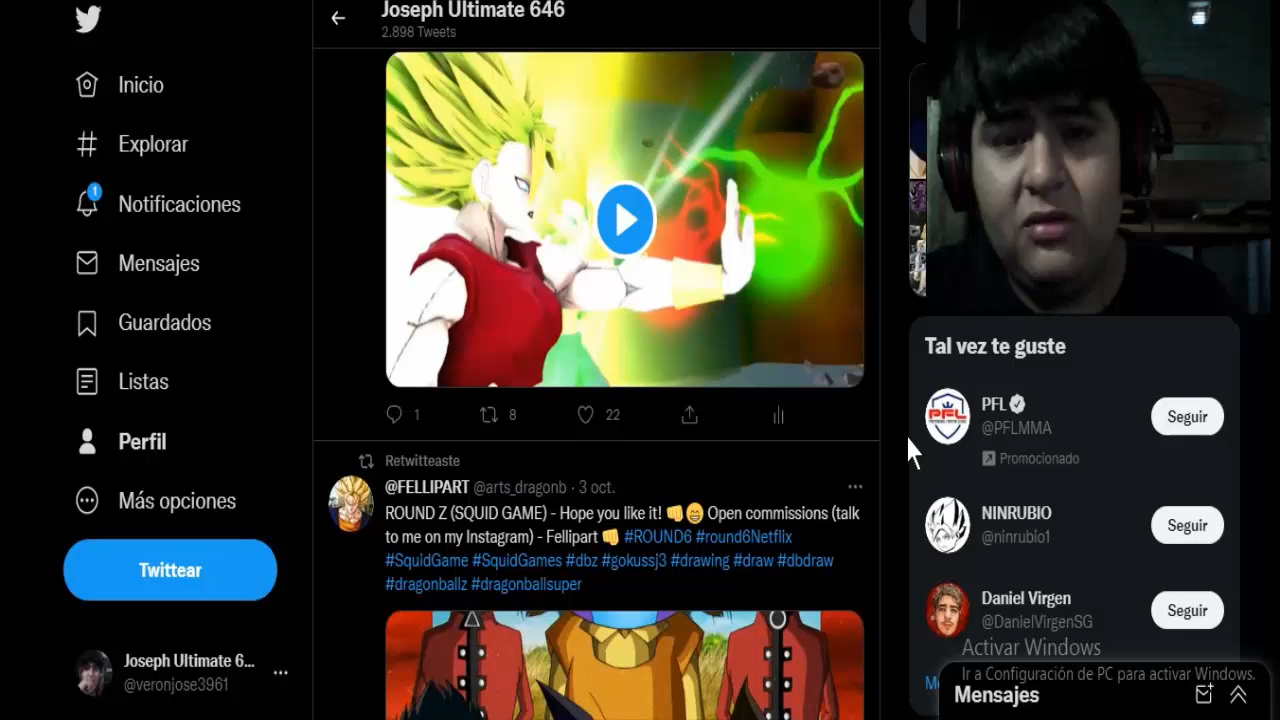 Joseph Ultimate 646
2.898 Tweets
Inicio
Explorar
1
Notificaciones
Mensajes
Guardados
Listas
Perfil
Más opciones
Twittear
Joseph Ultimate 6...
@veronjose3961
1 8 22
Retwitteaste
@FELLIPART @arts_dragonb · 3 oct.
ROUND Z (SQUID GAME) - Hope you like it! 👊😁 Open commissions (talk
to me on my Instagram) - Fellipart 👊 #ROUND6 #round6Netflix
#SquidGame #SquidGames #dbz #gokussj3 #drawing #draw #dbdraw
#dragonballz #dragonballsuper
Tal vez te guste
PFL
PFL
@PFLMMA
Seguir
Promocionado
NINRUBIO
@ninrubio1
Seguir
Daniel Virgen
@DanielVirgenSG
Seguir
Activar Windows
Ir a Configuración de PC para activar Windows.
Mensajes